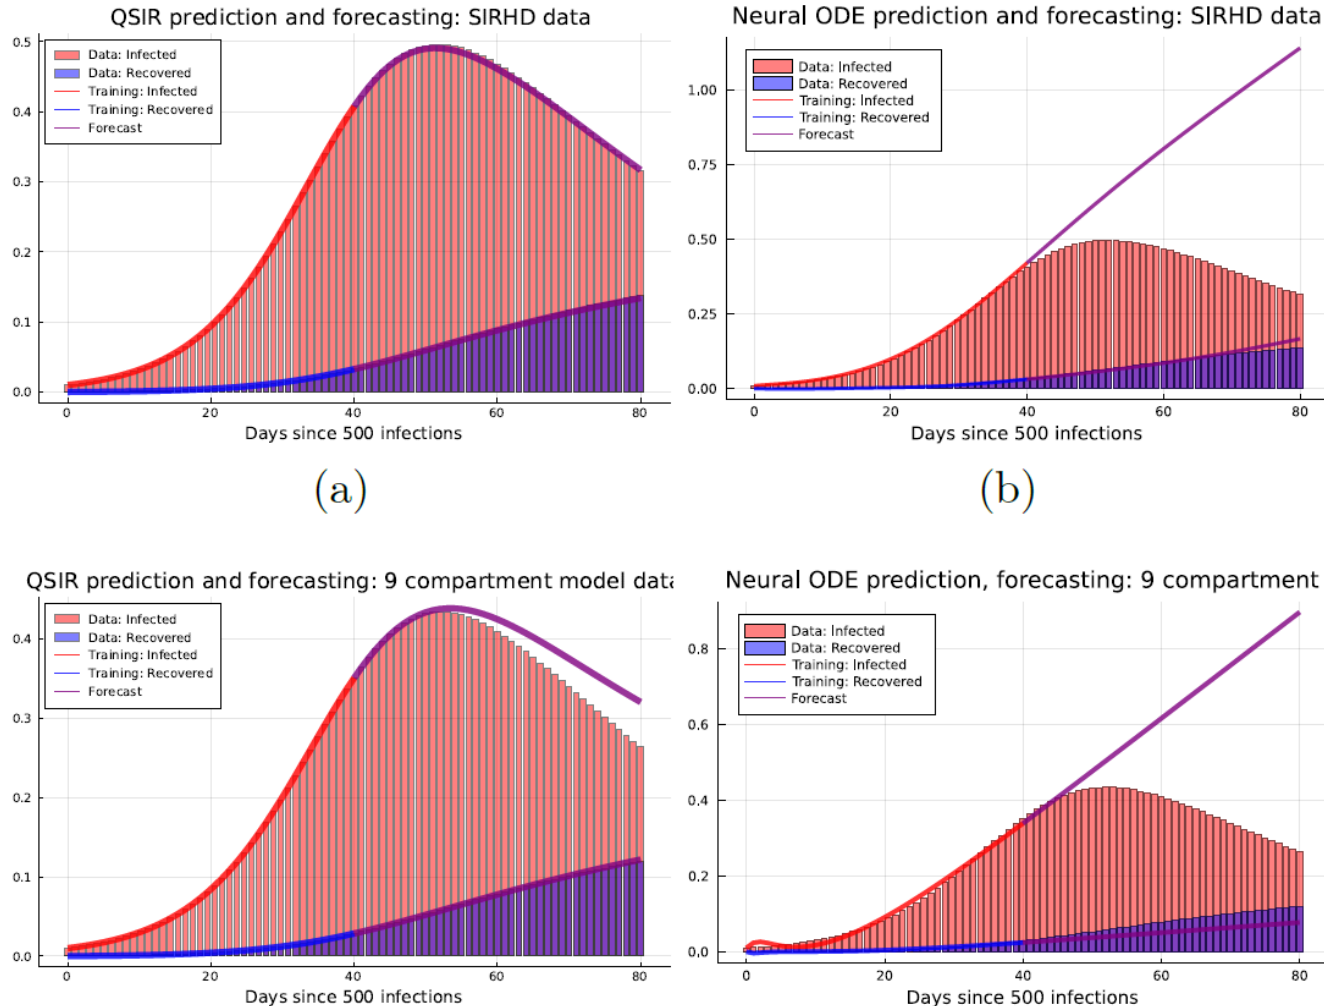 QSIR prediction and forecasting: SIRHD data
0.5
0.4
0.3
0.2
0.1
0.0
Data: Infected
Data: Recovered
Training: Infected
Training: Recovered
Forecast
0 20 40 60 80
Days since 500 infections
(a)
Neural ODE prediction and forecasting: SIRHD data
1.00
0.75
0.50
0.25
0.00
Data: Infected
Data: Recovered
Training: Infected
Training: Recovered
Forecast
0 20 40 60 80
Days since 500 infections
(b)
QSIR prediction and forecasting: 9 compartment model data
0.4
0.3
0.2
0.1
0.0
Data: Infected
Data: Recovered
Training: Infected
Training: Recovered
Forecast
0 20 40 60 80
Days since 500 infections
Neural ODE prediction, forecasting: 9 compartment
0.8
0.6
0.4
0.2
0.0
Data: Infected
Data: Recovered
Training: Infected
Training: Recovered
Forecast
0 20 40 60 80
Days since 500 infections